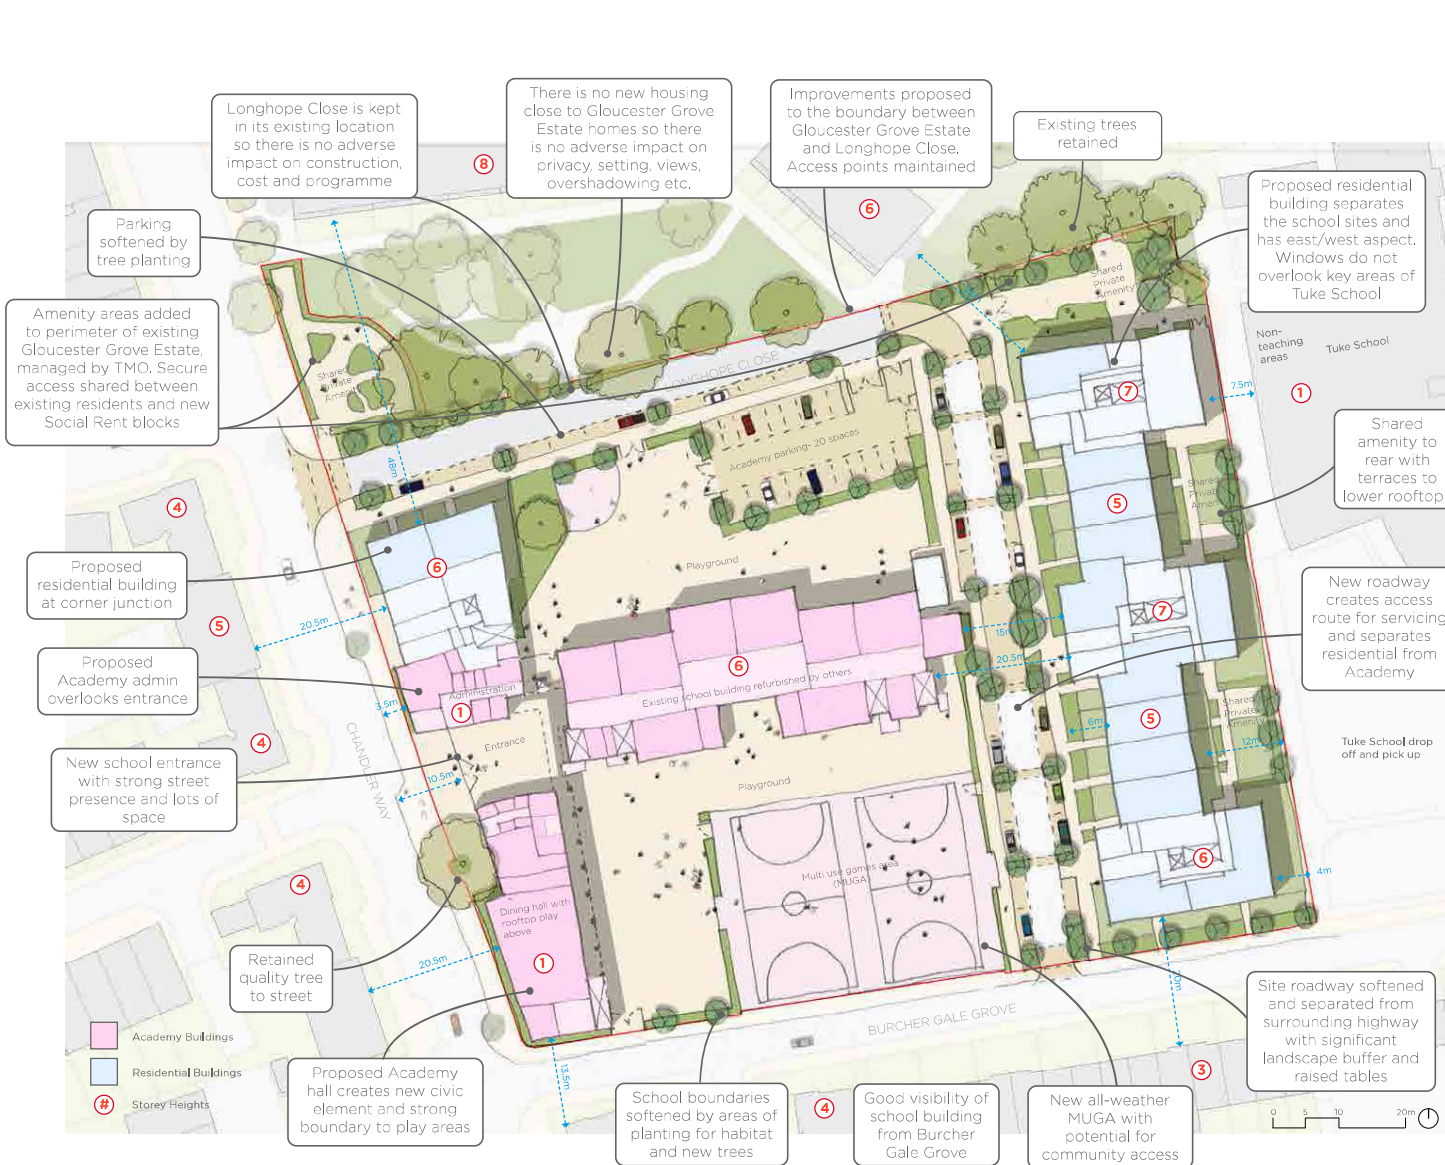 Longhope Close is kept
in its existing location
so there is no adverse
impact on construction,
cost and programme
There is no new housing
close to Gloucester Grove
Estate homes so there
is no adverse impact on
privacy, setting, views,
overshadowing etc.
Improvements proposed
to the boundary between
Gloucester Grove Estate
and Longhope Close.
Access points maintained
Existing trees
retained
Proposed residential
building separates
the school sites and
has east/west aspect.
Windows do not
overlook key areas of
Tuke School
Parking
softened by
tree planting
Amenity areas added
to perimeter of existing
Gloucester Grove Estate,
managed by TMO. Secure
access shared between
existing residents and new
Social Rent blocks
Shared
amenity to
rear with
terraces to
lower rooftop
Proposed
residential building
at corner junction
New roadway
creates access
route for servicing
and separates
residential from
Academy
Proposed
Academy admin
overlooks entrance
New school entrance
with strong street
presence and lots of
space
Retained
quality tree
to street
Proposed Academy
hall creates new civic
element and strong
boundary to play areas
School boundaries
softened by areas of
planting for habitat
and new trees
Good visibility of
school building
from Burcher
Gale Grove
New all-weather
MUGA with
potential for
community access
Site roadway softened
and separated from
surrounding highway
with significant
landscape buffer and
raised tables
8
6
Shared
Private
Amenity
Shared
Private
Amenity
Non-
teaching
areas
Tuke School
1
7.5m
7
LONGHOPE CLOSE
Academy parking- 20 spaces
48m
4
5
Shared
Private
Amenity
6
Playground
5
20.5m
7
15m
20.5m
6
Existing school building refurbished by others
Administration
3.5m
1
Entrance
Shared
Private
Amenity
5
6m
12m
Tuke School drop
off and pick up
4
CHANDLER WAY
10.5m
Playground
Multi use games area
(MUGA)
6
4m
4
Dining hall with
rooftop play
above
20.5m
1
BURCHER GALE GROVE
13.5m
4
3
Academy Buildings
Residential Buildings
# Storey Heights
0 5 10 20m